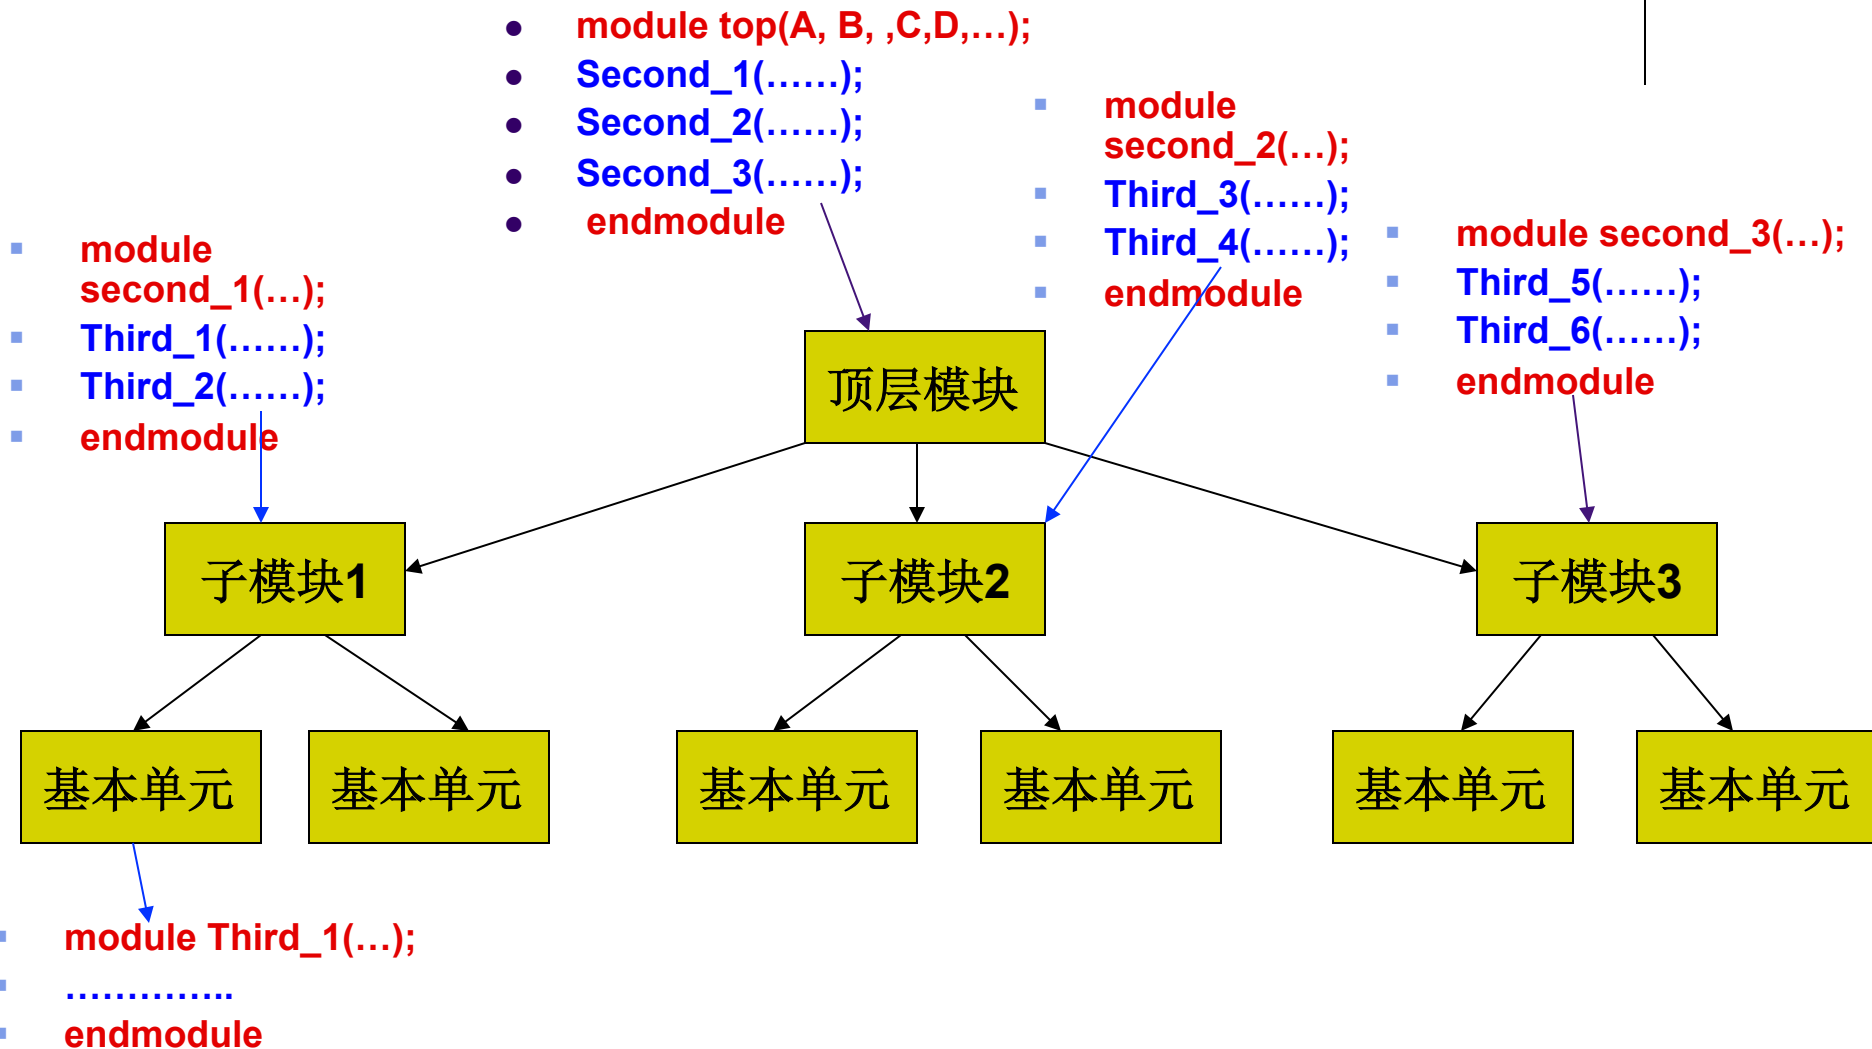 module top(A, B, ,C,D,…);
Second_1(……);
Second_2(……);
Second_3(……);
endmodule
module
second_2(…);
Third_3(……);
Third_4(……);
endmodule
module second_3(…);
Third_5(……);
Third_6(……);
endmodule
module
second_1(…);
Third_1(……);
Third_2(……);
endmodule
顶层模块
子模块1
子模块2
子模块3
基本单元
基本单元
基本单元
基本单元
基本单元
基本单元
module Third_1(…);
…………..
endmodule